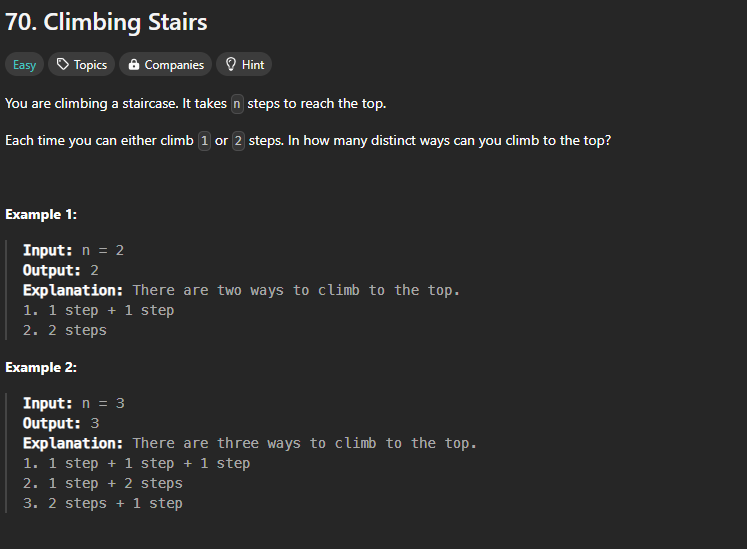 70. Climbing Stairs
Easy Topics Companies Hint
You are climbing a staircase. It takes n steps to reach the top.
Each time you can either climb 1 or 2 steps. In how many distinct ways can you climb to the top?
Example 1:
Input: n = 2
Output: 2
Explanation: There are two ways to climb to the top.
1. 1 step + 1 step
2. 2 steps
Example 2:
Input: n = 3
Output: 3
Explanation: There are three ways to climb to the top.
1. 1 step + 1 step + 1 step
2. 1 step + 2 steps
3. 2 steps + 1 step